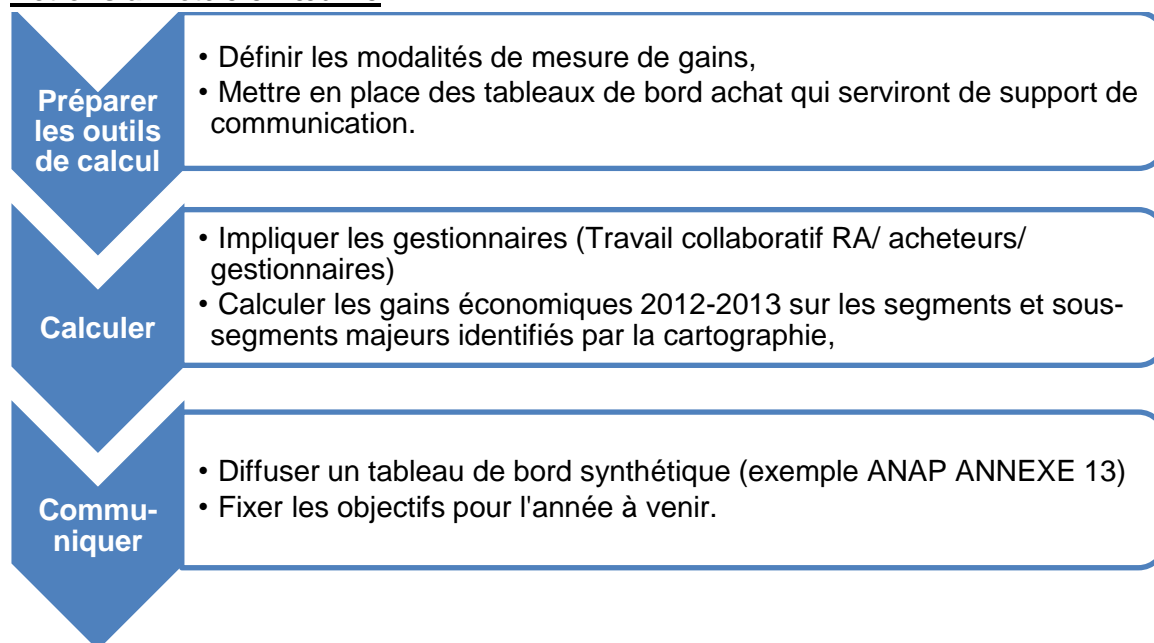 Préparer
les outils
de calcul
• Définir les modalités de mesure de gains,
• Mettre en place des tableaux de bord achat qui serviront de support de
communication.
Calculer
• Impliquer les gestionnaires (Travail collaboratif RA/ acheteurs/
gestionnaires)
• Calculer les gains économiques 2012-2013 sur les segments et sous-
segments majeurs identifiés par la cartographie,
Commu-
niquer
• Diffuser un tableau de bord synthétique (exemple ANAP ANNEXE 13)
• Fixer les objectifs pour l'année à venir.